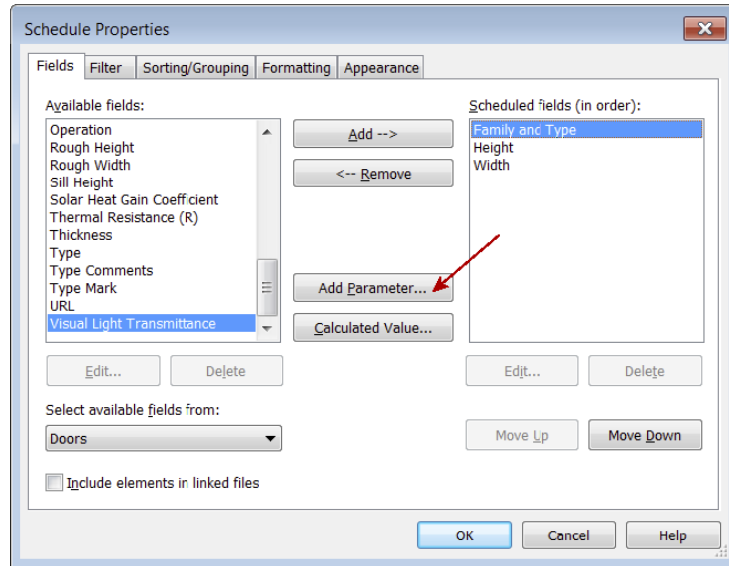 Schedule Properties
Fields Filter Sorting/Grouping Formatting Appearance
Available fields:
Operation
Rough Height
Rough Width
Sill Height
Solar Heat Gain Coefficient
Thermal Resistance (R)
Thickness
Type
Type Comments
Type Mark
URL
Visual Light Transmittance
Edit...
Delete
Select available fields from:
Doors
Include elements in linked files
Add -->
<-- Remove
Add Parameter...
Calculated Value...
Scheduled fields (in order):
Family and Type
Height
Width
Edit...
Delete
Move Up
Move Down
OK
Cancel
Help